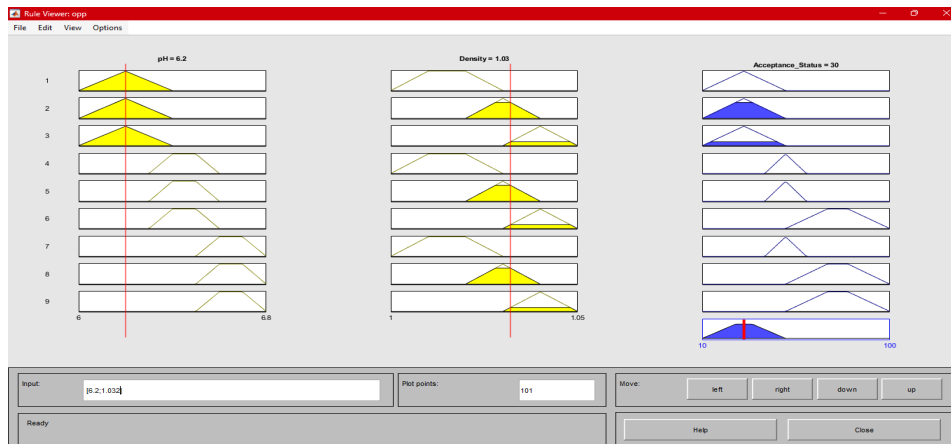 Rule Viewer: opp
File Edit View Options
pH = 6.2 Density = 1.03 Acceptance_Status = 30
1
2
3
4
5
6
7
8
9
6 6.8 1 1.05
10 100
Input: [6.2;1.032] Plot points: 101 Move: left right down up
Ready Help Close